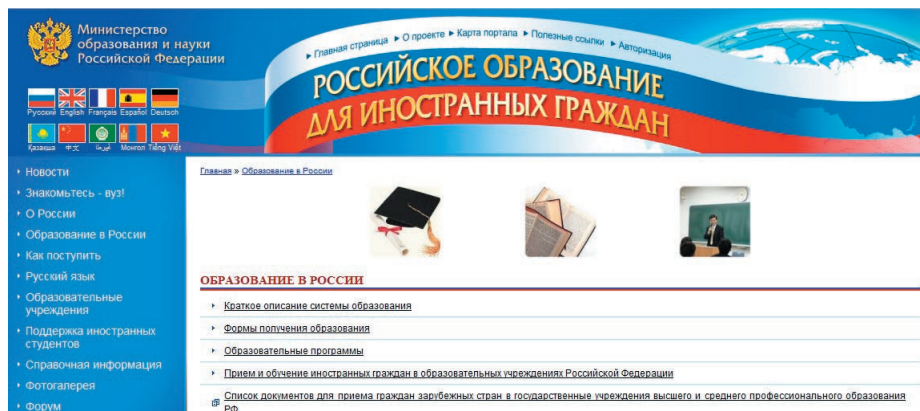 Министерство
образования и науки
Российской Федерации
Главная страница ▸ О проекте ▸ Карта портала ▸ Полезные ссылки ▸ Авторизация
РОССИЙСКОЕ ОБРАЗОВАНИЕ
ДЛЯ ИНОСТРАННЫХ ГРАЖДАН
Русский English Français Español Deutsch
Қазақша 中文 Монгол Tiếng Việt
Новости
Знакомьтесь - вуз!
О России
Образование в России
Как поступить
Русский язык
Образовательные
учреждения
Поддержка иностранных
студентов
Справочная информация
Фотогалерея
Форум
Главная » Образование в России
ОБРАЗОВАНИЕ В РОССИИ
Краткое описание системы образования
Формы получения образования
Образовательные программы
Прием и обучение иностранных граждан в образовательных учреждениях Российской Федерации
Список документов для приема граждан зарубежных стран в государственные учреждения высшего и среднего профессионального образования
РФ